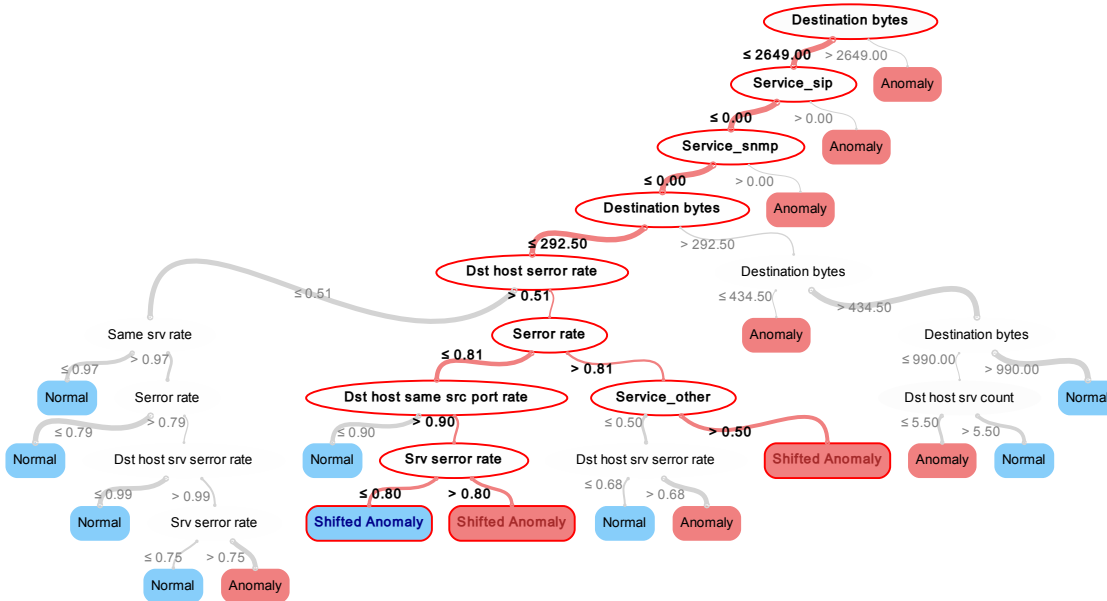 Destination bytes
≤ 2649.00
> 2649.00
Service_sip
Anomaly
≤ 0.00
> 0.00
Service_snmp
Anomaly
≤ 0.00
> 0.00
Destination bytes
Anomaly
≤ 292.50
> 292.50
Dst host serror rate
Destination bytes
≤ 0.51
> 0.51
≤ 434.50
> 434.50
Same srv rate
Serror rate
Anomaly
Destination bytes
≤ 0.97
> 0.97
≤ 0.81
> 0.81
≤ 990.00
> 990.00
Normal
Serror rate
Dst host same src port rate
Service_other
Dst host srv count
Normal
≤ 0.79
> 0.79
≤ 0.90
> 0.90
≤ 0.50
> 0.50
≤ 5.50
> 5.50
Normal
Dst host srv serror rate
Normal
Srv serror rate
Dst host srv serror rate
Shifted Anomaly
Anomaly
Normal
≤ 0.99
> 0.99
≤ 0.80
> 0.80
≤ 0.68
> 0.68
Normal
Srv serror rate
Shifted Anomaly
Shifted Anomaly
Normal
Anomaly
≤ 0.75
> 0.75
Normal
Anomaly